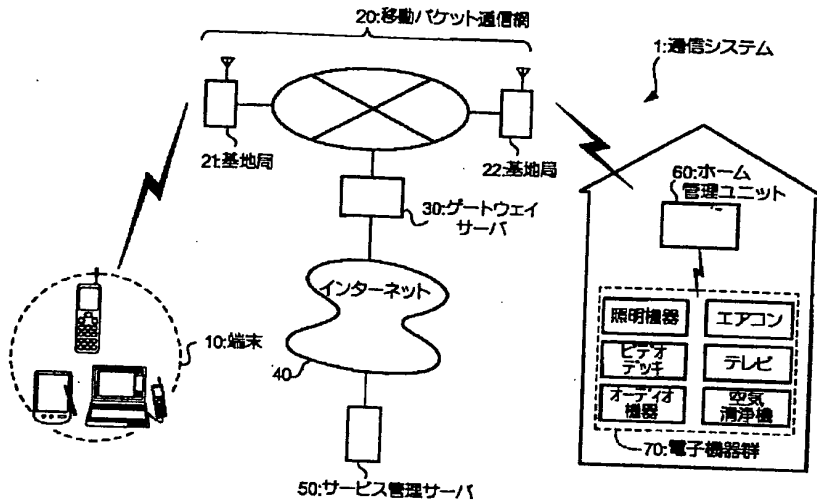 20:移動パケット通信網
1:通信システム
21:基地局
22:基地局
60:ホーム
管理ユニット
30:ゲートウェイ
サーバ
インターネット
照明機器
エアコン
10:端末
ビデオ
デッキ
テレビ
40
オーディオ
機器
空気
清浄機
70:電子機器群
50:サービス管理サーバ